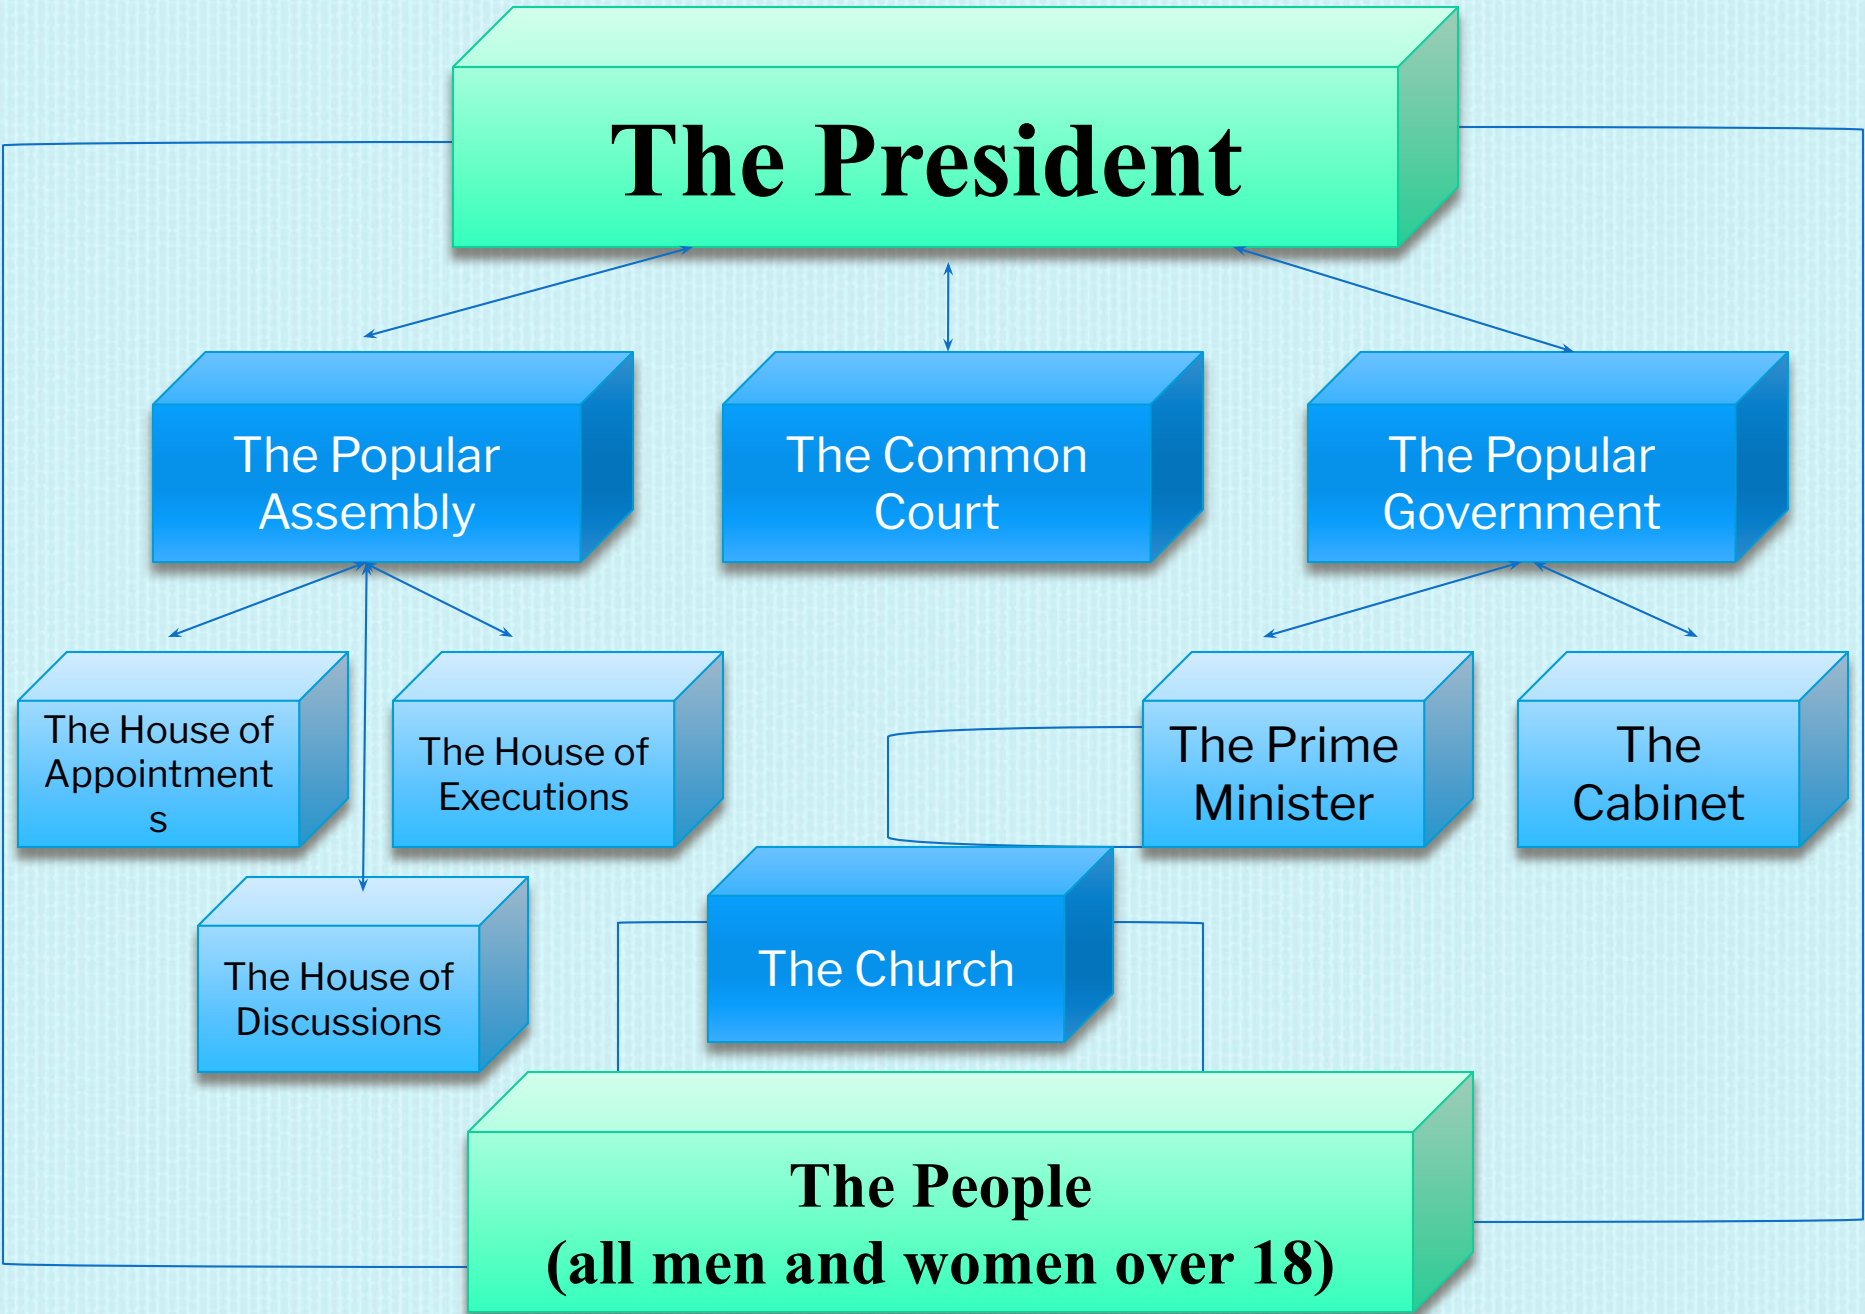 The President
The Popular
Assembly
The Common
Court
The Popular
Government
The House of
Appointment
s
The House of
Executions
The Prime
Minister
The
Cabinet
The House of
Discussions
The Church
The People
(all men and women over 18)